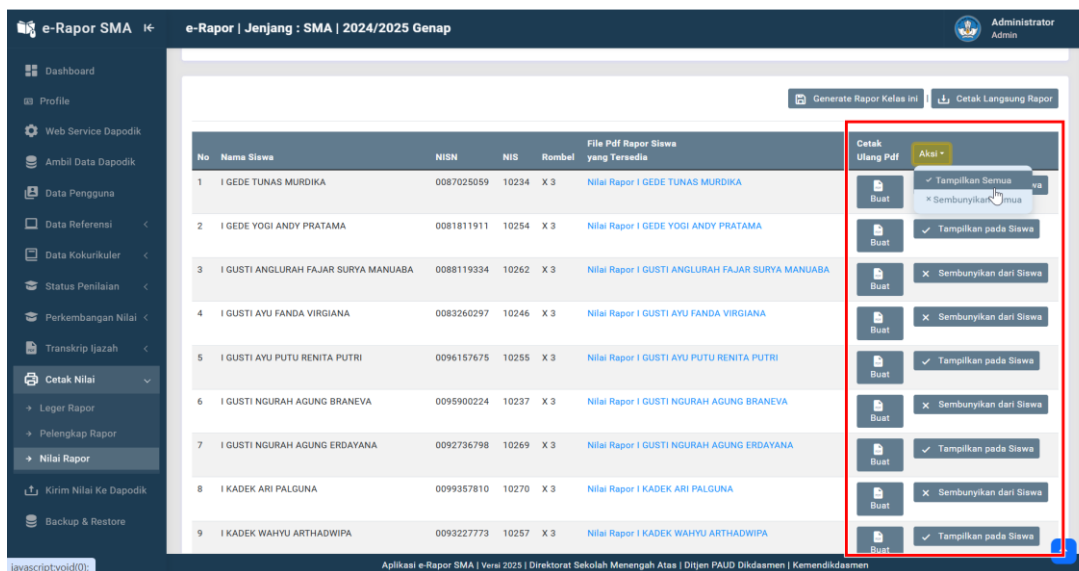 e-Rapor SMA
e-Rapor | Jenjang : SMA | 2024/2025 Genap
Administrator
Admin
Dashboard
Profile
Web Service Dapodik
Ambil Data Dapodik
Data Pengguna
Data Referensi
Data Kokurikuler
Status Penilaian
Perkembangan Nilai
Transkrip Ijazah
Cetak Nilai
Leger Rapor
Pelengkap Rapor
Nilai Rapor
Kirim Nilai Ke Dapodik
Backup & Restore
Generate Rapor Kelas ini | Cetak Langsung Rapor
No Nama Siswa NISN NIS Rombel File Pdf Rapor Siswa yang Tersedia Cetak Ulang Pdf Aksi
Tampilkan Semua
Sembunyikan Semua
1 I GEDE TUNAS MURDIKA 0087025059 10234 X 3 Nilai Rapor I GEDE TUNAS MURDIKA Buat
2 I GEDE YOGI ANDY PRATAMA 0081811911 10254 X 3 Nilai Rapor I GEDE YOGI ANDY PRATAMA Buat Tampilkan pada Siswa
3 I GUSTI ANGLURAH FAJAR SURYA MANUABA 0088119334 10262 X 3 Nilai Rapor I GUSTI ANGLURAH FAJAR SURYA MANUABA Buat Sembunyikan dari Siswa
4 I GUSTI AYU FANDA VIRGIANA 0083260297 10246 X 3 Nilai Rapor I GUSTI AYU FANDA VIRGIANA Buat Sembunyikan dari Siswa
5 I GUSTI AYU PUTU RENITA PUTRI 0096157675 10255 X 3 Nilai Rapor I GUSTI AYU PUTU RENITA PUTRI Buat Tampilkan pada Siswa
6 I GUSTI NGURAH AGUNG BRANEVA 0095900224 10237 X 3 Nilai Rapor I GUSTI NGURAH AGUNG BRANEVA Buat Sembunyikan dari Siswa
7 I GUSTI NGURAH AGUNG ERDAYANA 0092736798 10269 X 3 Nilai Rapor I GUSTI NGURAH AGUNG ERDAYANA Buat Tampilkan pada Siswa
8 I KADEK ARI PALGUNA 0099357810 10270 X 3 Nilai Rapor I KADEK ARI PALGUNA Buat Sembunyikan dari Siswa
9 I KADEK WAHYU ARTHADWIPA 0093227773 10257 X 3 Nilai Rapor I KADEK WAHYU ARTHADWIPA Buat Tampilkan pada Siswa
javascript:void(0);
Aplikasi e-Rapor SMA | Versi 2025 | Direktorat Sekolah Menengah Atas | Ditjen PAUD Dikdasmen | Kemendikdasmen